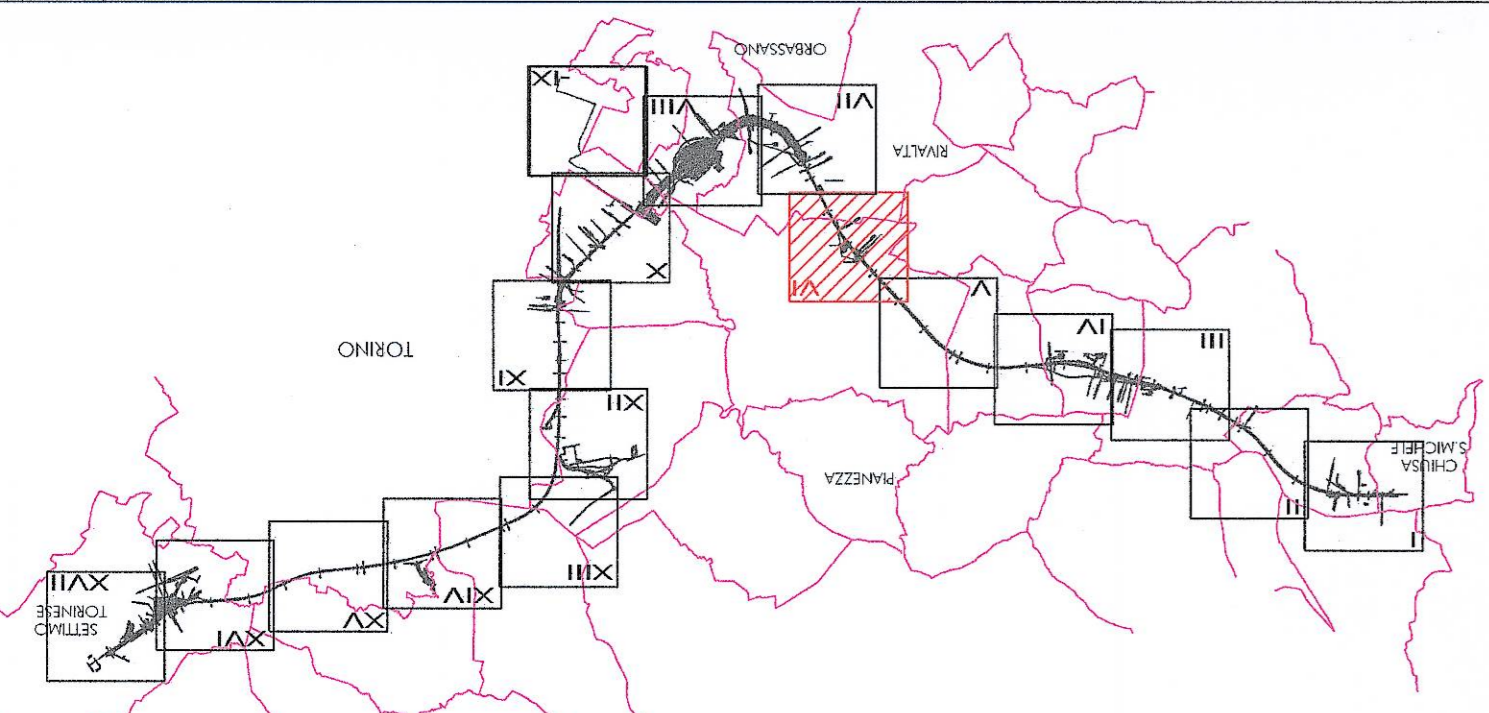 I
CHIUSA
S.MICHELE
II
III
IV
V
VI
VII
VIII
IX
X
XI
XII
XIII
XIV
XV
XVI
XVII
SETTIMO
TORINESE
PIANEZZA
TORINO
RIVALTA
ORBASSANO